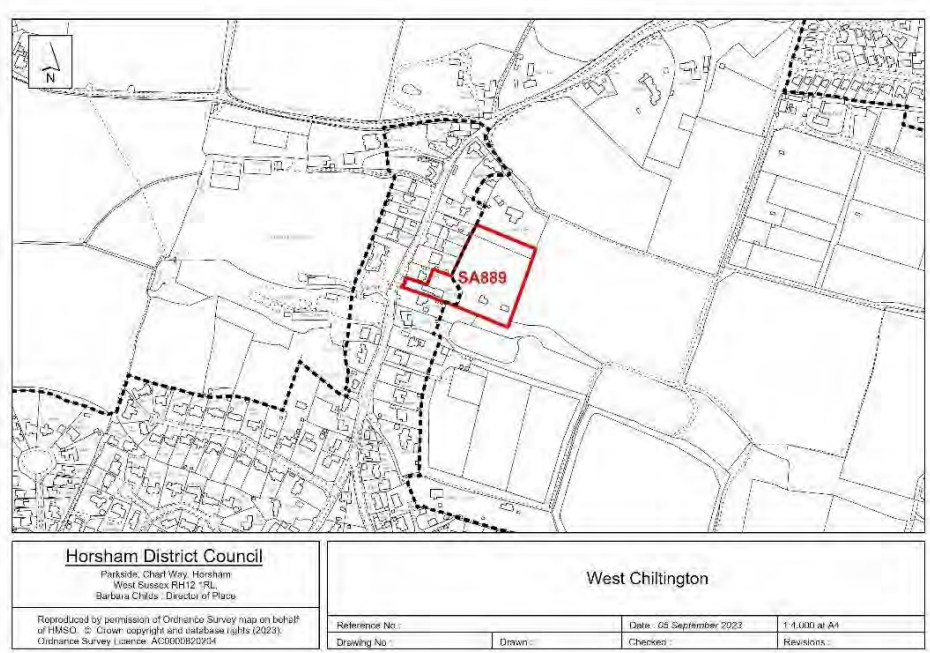 N
SA889
Horsham District Council
Parkside, Chart Way, Horsham
West Sussex RH12 1RL.
Barbara Childs : Director of Place
Reproduced by permission of Ordnance Survey map on behalf
of HMSO. © Crown copyright and database rights (2023).
Ordnance Survey Licence. AC0000820204
West Chiltington
Reference No :
Date : 05 September 2023
1:4,000 at A4
Drawing No :
Drawn :
Checked :
Revisions :